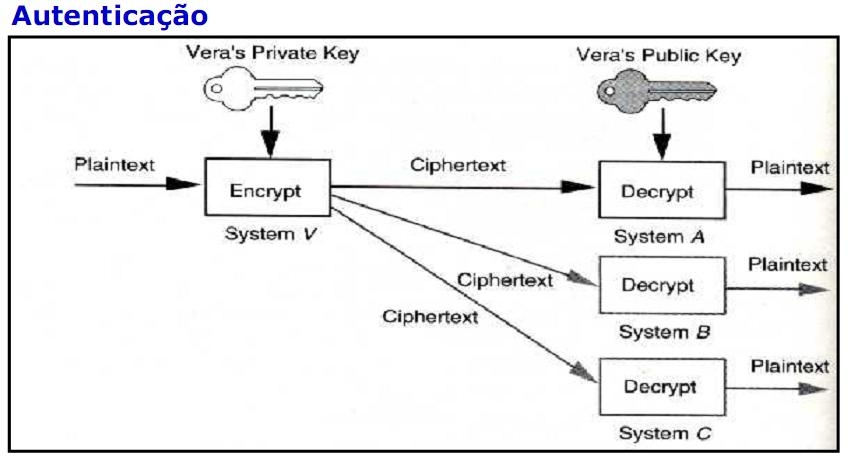 Autenticação
Vera's Private Key
Vera's Public Key
Plaintext
Ciphertext
Plaintext
Encrypt
Decrypt
System V
System A
Plaintext
Ciphertext
Decrypt
Ciphertext
System B
Plaintext
Decrypt
System C